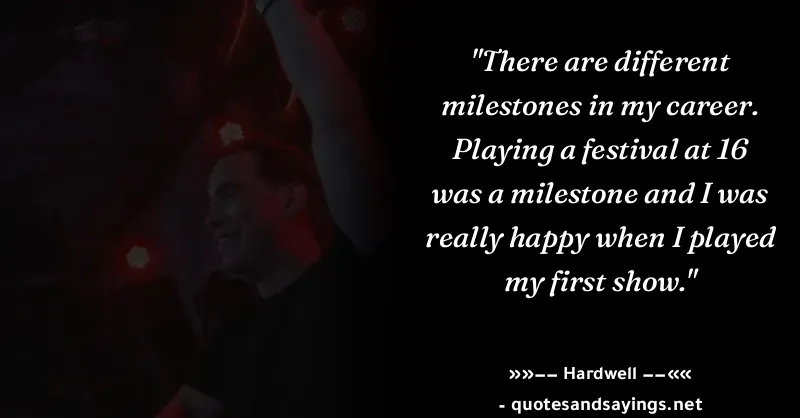 "There are different
milestones in my career.
Playing a festival at 16
was a milestone and I was
really happy when I played
my first show."
»»−− Hardwell −−««
- quotesandsayings.net